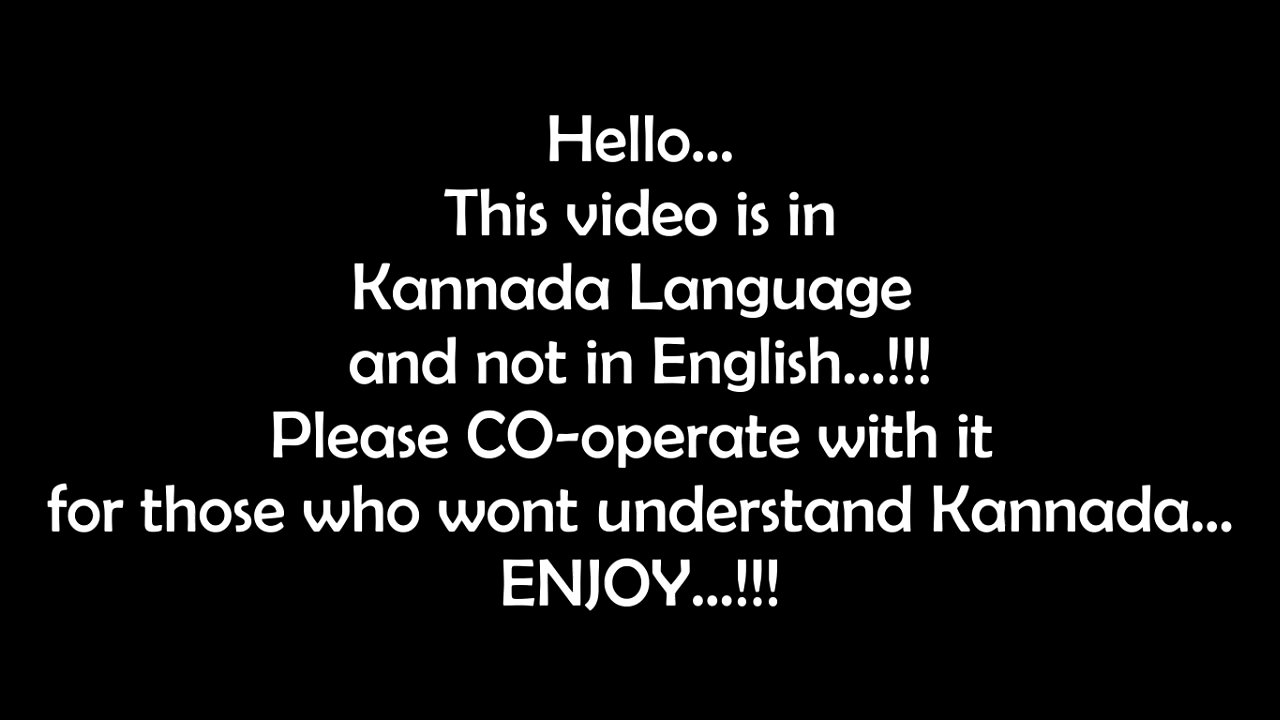 Hello...
This video is in
Kannada Language
and not in English...!!!
Please CO-operate with it
for those who wont understand Kannada...
ENJOY...!!!